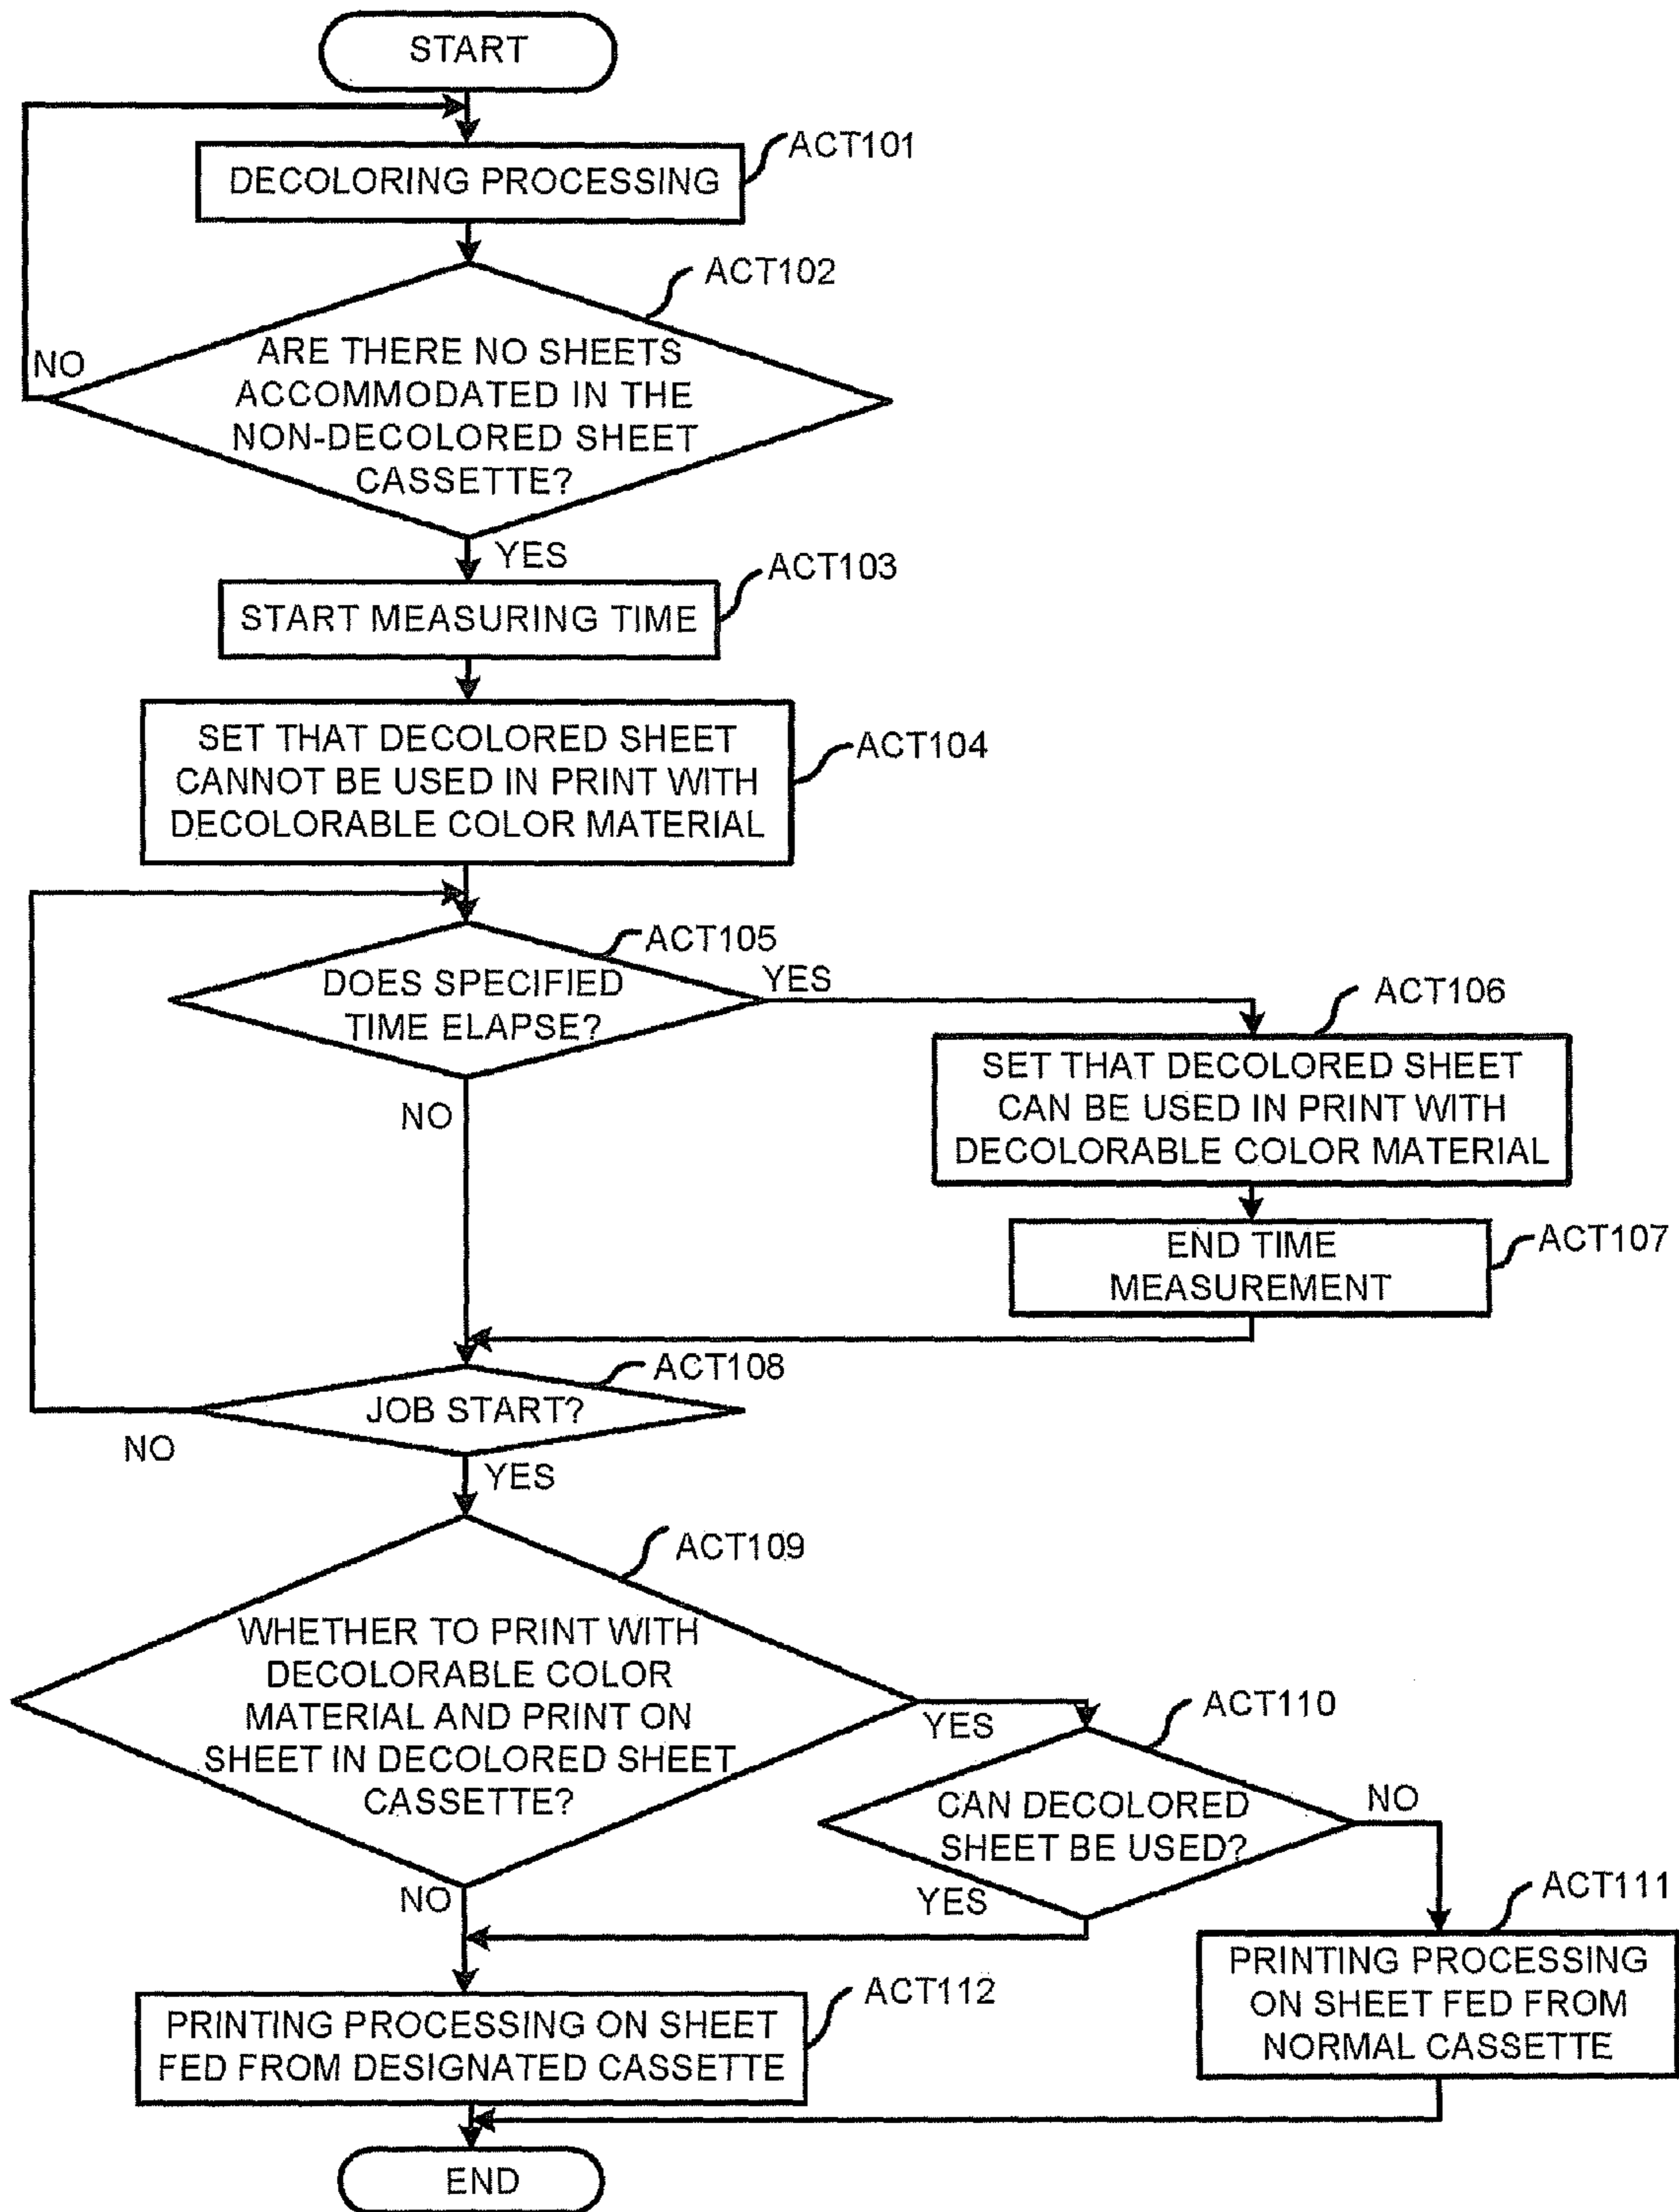 START
ACT101
DECOLORING PROCESSING
ACT102
ARE THERE NO SHEETS
ACCOMMODATED IN THE
NON-DECOLORED SHEET
CASSETTE?
NO
YES
ACT103
START MEASURING TIME
ACT104
SET THAT DECOLORED SHEET
CANNOT BE USED IN PRINT WITH
DECOLORABLE COLOR MATERIAL
ACT105
DOES SPECIFIED
TIME ELAPSE?
YES
NO
ACT106
SET THAT DECOLORED SHEET
CAN BE USED IN PRINT WITH
DECOLORABLE COLOR MATERIAL
ACT107
END TIME
MEASUREMENT
ACT108
JOB START?
NO
YES
ACT109
WHETHER TO PRINT WITH
DECOLORABLE COLOR
MATERIAL AND PRINT ON
SHEET IN DECOLORED SHEET
CASSETTE?
YES
NO
ACT110
CAN DECOLORED
SHEET BE USED?
NO
YES
ACT111
PRINTING PROCESSING
ON SHEET FED FROM
NORMAL CASSETTE
ACT112
PRINTING PROCESSING ON SHEET
FED FROM DESIGNATED CASSETTE
END